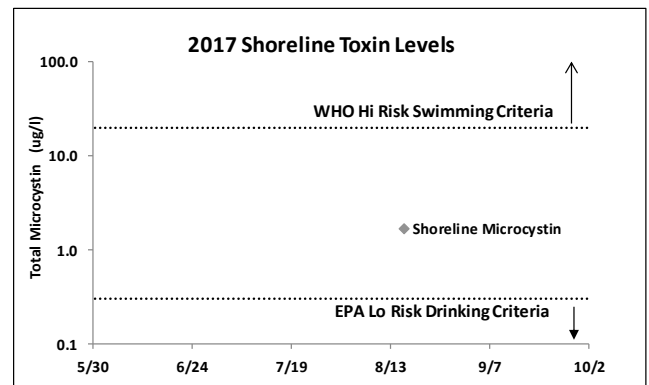 2017 Shoreline Toxin Levels
Total Microcystin (ug/l)
100.0
10.0
1.0
0.1
WHO Hi Risk Swimming Criteria
Shoreline Microcystin
EPA Lo Risk Drinking Criteria
5/30 6/24 7/19 8/13 9/7 10/2